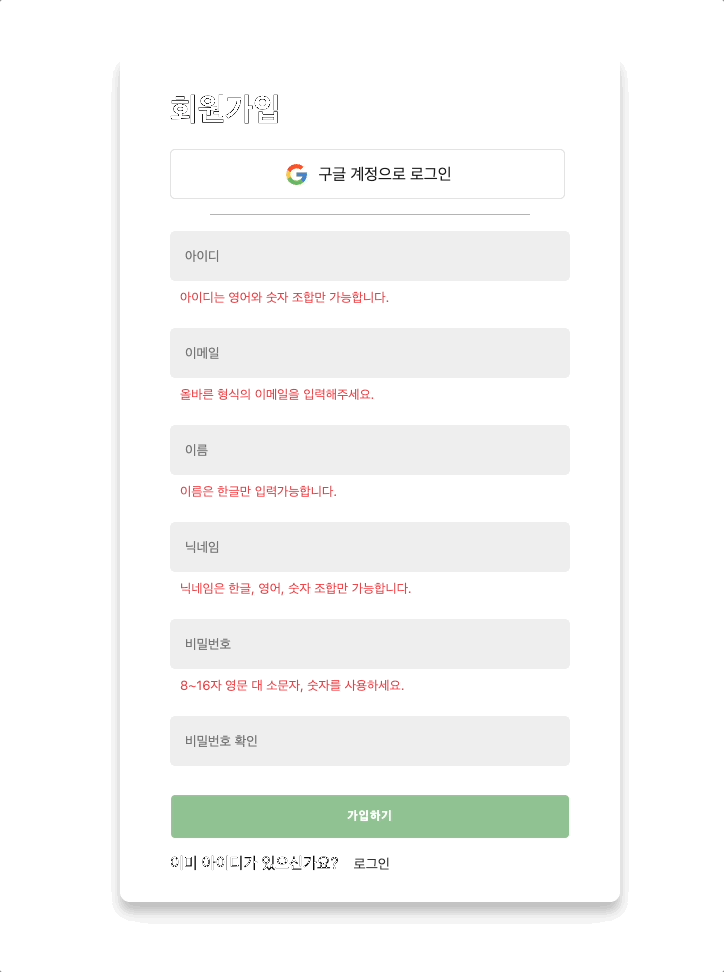 회원가입
구글 계정으로 로그인
아이디
아이디는 영어와 숫자 조합만 가능합니다.
이메일
올바른 형식의 이메일을 입력해주세요.
이름
이름은 한글만 입력가능합니다.
닉네임
닉네임은 한글, 영어, 숫자 조합만 가능합니다.
비밀번호
8~16자 영문 대 소문자, 숫자를 사용하세요.
비밀번호 확인
가입하기
이미 아이디가 있으신가요? 로그인